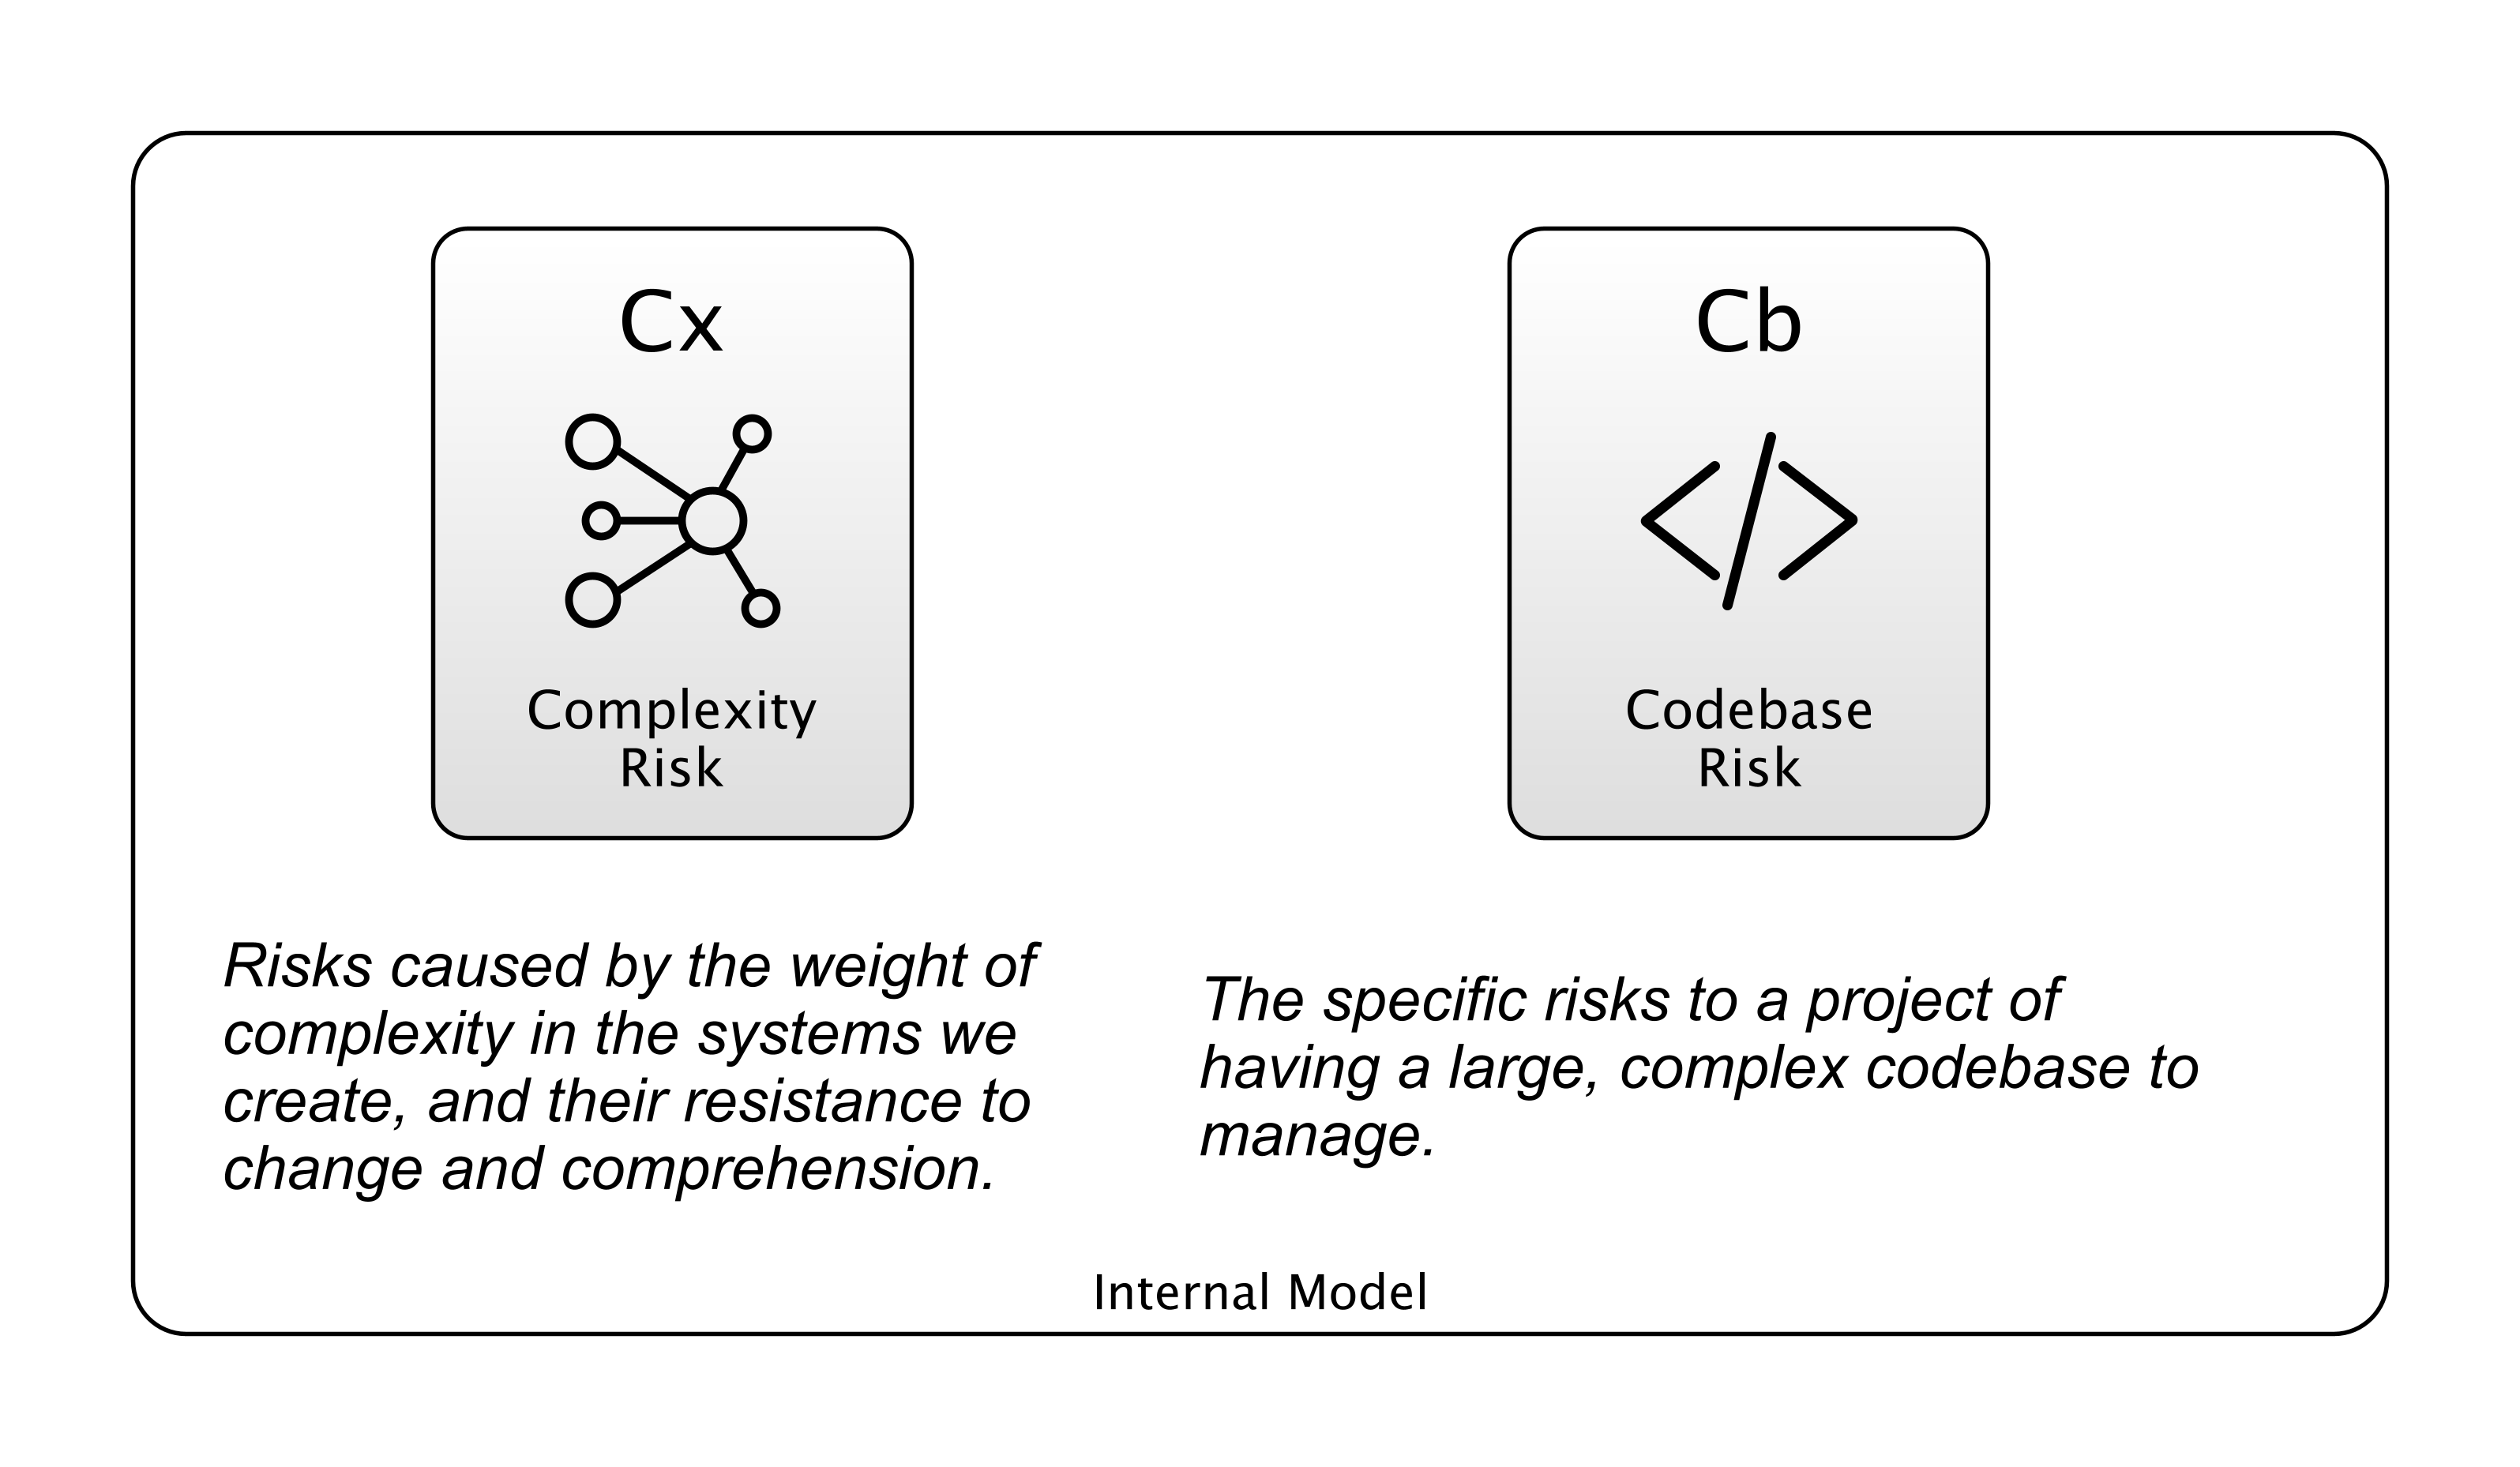 Cx
Complexity
Risk
Risks caused by the weight of
complexity in the systems we
create, and their resistance to
change and comprehension.
Cb
Codebase
Risk
The specific risks to a project of
having a large, complex codebase to
manage.
Internal Model